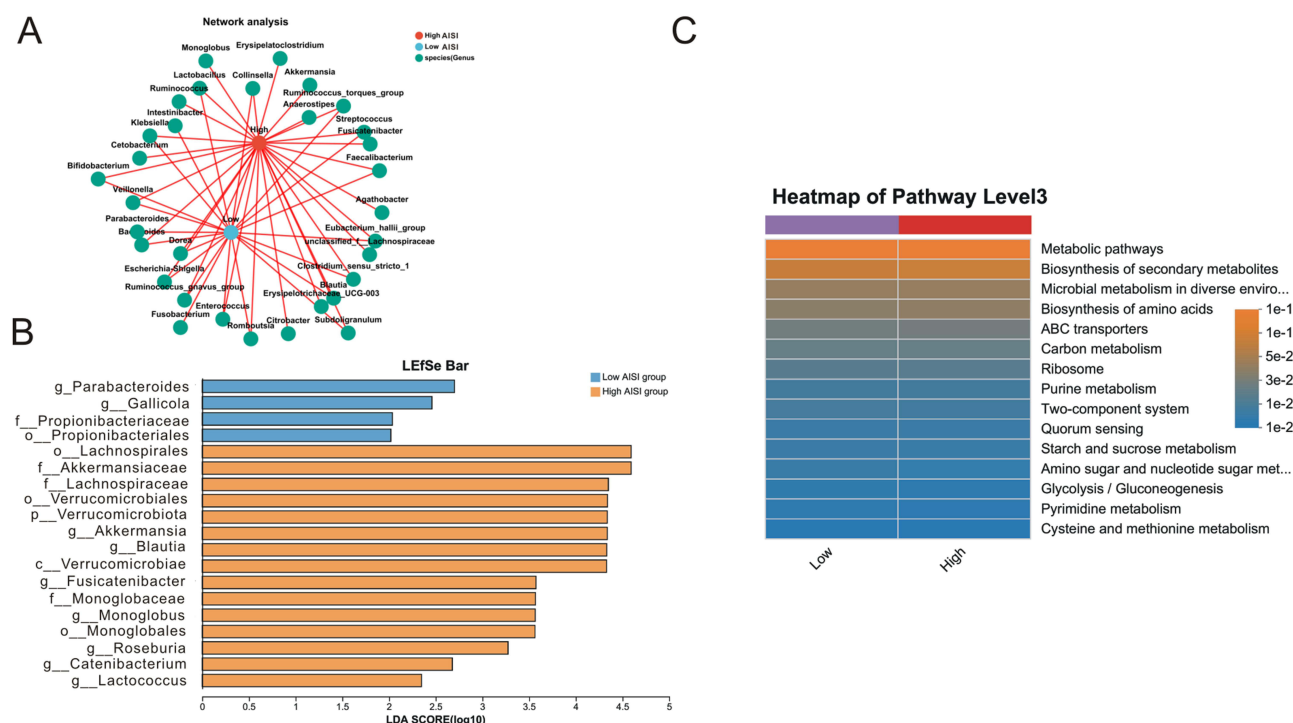 A
Network analysis
High AISI
Low AISI
species(Genus
Monoglobus
Erysipelatoclostridium
Lactobacillus
Collinsella
Akkermansia
Ruminococcus
Ruminococcus_torques_group
Anaerostipes
Intestinibacter
Streptococcus
Klebsiella
High
Fusicatenibacter
Cetobacterium
Faecalibacterium
Bifidobacterium
Veillonella
Agathobacter
Parabacteroides
Low
Eubacterium_hallii_group
Bacteroides
Dorea
unclassified_f__Lachnospiraceae
Escherichia-Shigella
Clostridium_sensu_stricto_1
Ruminococcus_gnavus_group
Blautia
Erysipelotrichaceae_UCG-003
Fusobacterium
Enterococcus
Romboutsia
Citrobacter
Subdoligranulum
B
LEfSe Bar
Low AISI group
High AISI group
g_Parabacteroides
g__Gallicola
f__Propionibacteriaceae
o__Propionibacteriales
o__Lachnospirales
f__Akkermansiaceae
f__Lachnospiraceae
o__Verrucomicrobiales
p__Verrucomicrobiota
g__Akkermansia
g__Blautia
c__Verrucomicrobiae
g__Fusicatenibacter
f__Monoglobaceae
g__Monoglobus
o__Monoglobales
g__Roseburia
g__Catenibacterium
g__Lactococcus
0 0.5 1 1.5 2 2.5 3 3.5 4 4.5 5
LDA SCORE(log10)
C
Heatmap of Pathway Level3
Metabolic pathways
Biosynthesis of secondary metabolites
Microbial metabolism in diverse enviro...
Biosynthesis of amino acids
ABC transporters
Carbon metabolism
Ribosome
Purine metabolism
Two-component system
Quorum sensing
Starch and sucrose metabolism
Amino sugar and nucleotide sugar met...
Glycolysis / Gluconeogenesis
Pyrimidine metabolism
Cysteine and methionine metabolism
Low
High
1e-1
1e-1
5e-2
3e-2
1e-2
1e-2